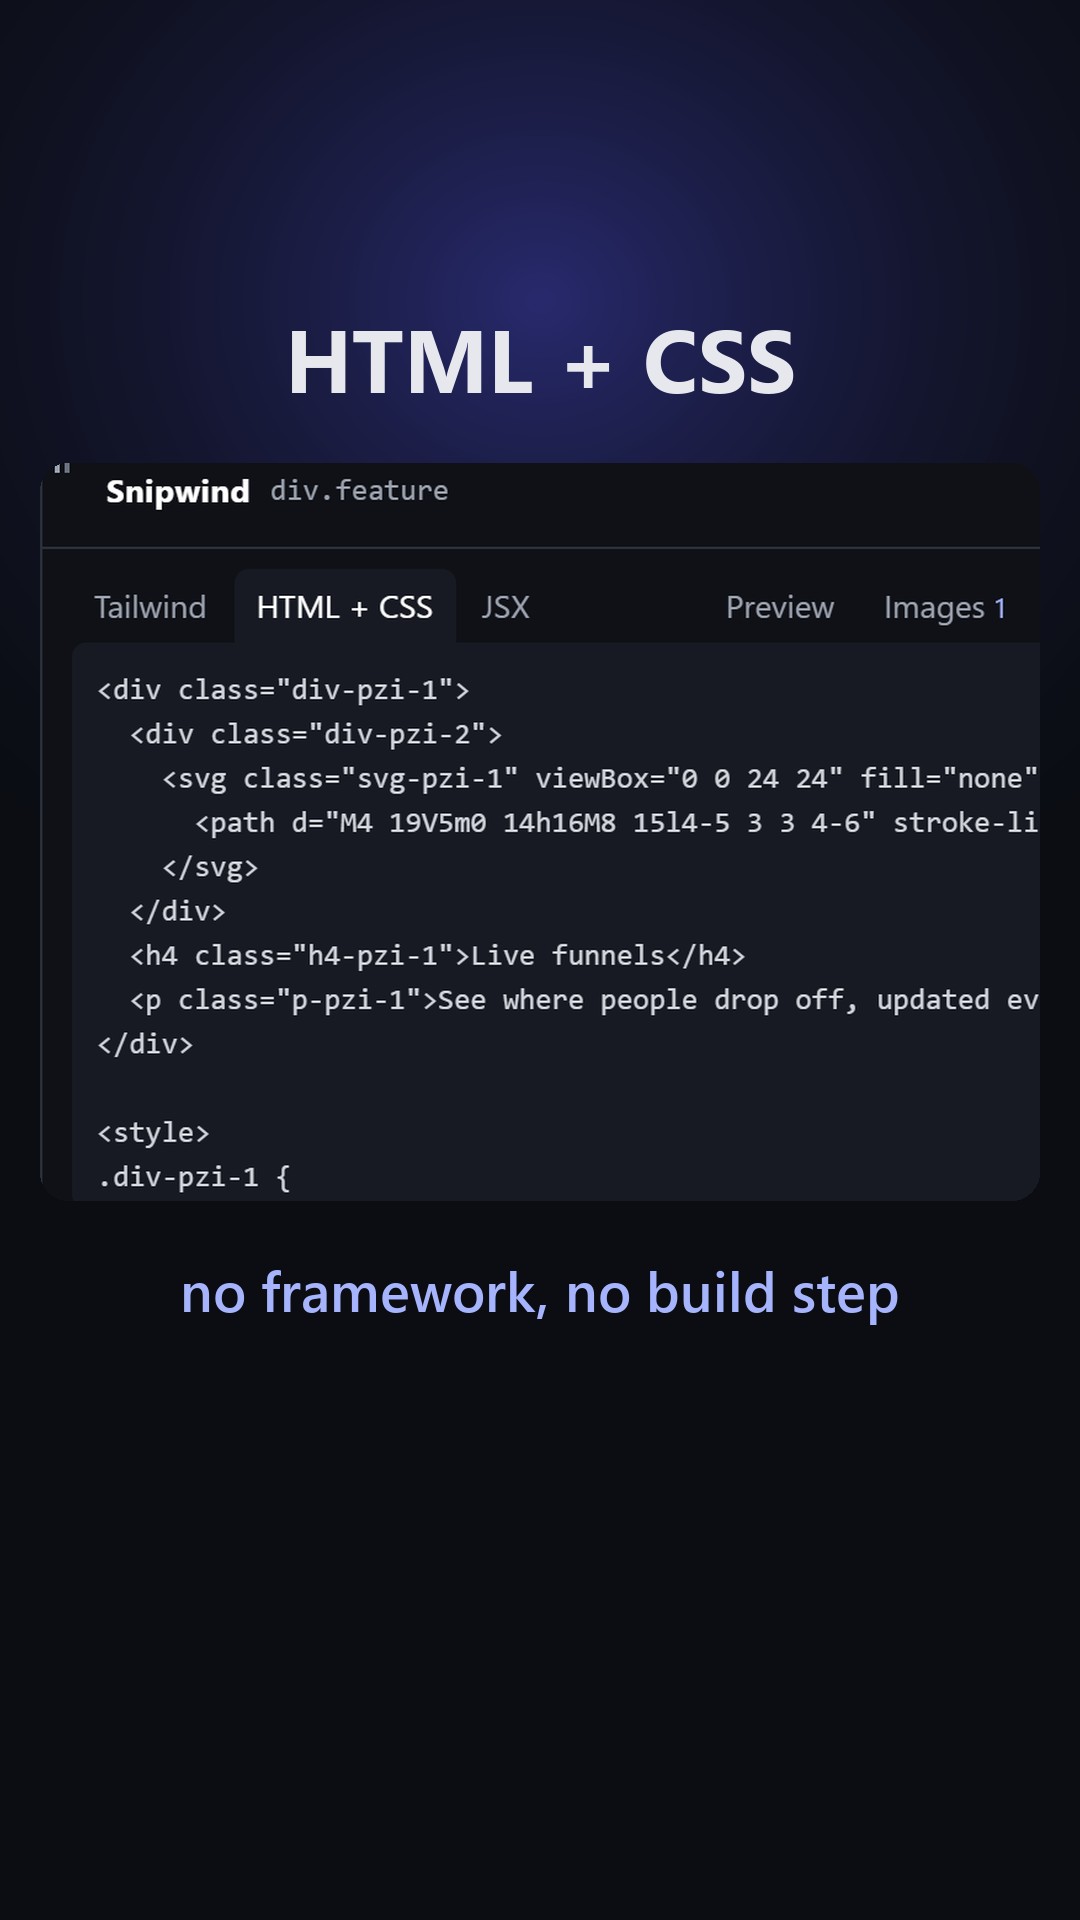 HTML + CSS
Snipwind div.feature
Tailwind HTML + CSS JSX Preview Images 1
<div class="div-pzi-1">
  <div class="div-pzi-2">
    <svg class="svg-pzi-1" viewBox="0 0 24 24" fill="none"
      <path d="M4 19V5m0 14h16M8 15l4-5 3 3 4-6" stroke-li
    </svg>
  </div>
  <h4 class="h4-pzi-1">Live funnels</h4>
  <p class="p-pzi-1">See where people drop off, updated ev
</div>
<style>
.div-pzi-1 {
no framework, no build step